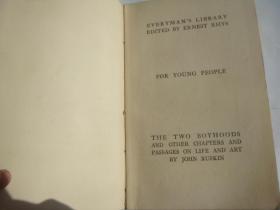 EVERYMAN'S LIBRARY
EDITED BY ERNEST RHYS
FOR YOUNG PEOPLE
THE TWO BOYHOODS
AND OTHER CHAPTERS AND
PASSAGES ON LIFE AND ART
BY JOHN RUSKIN